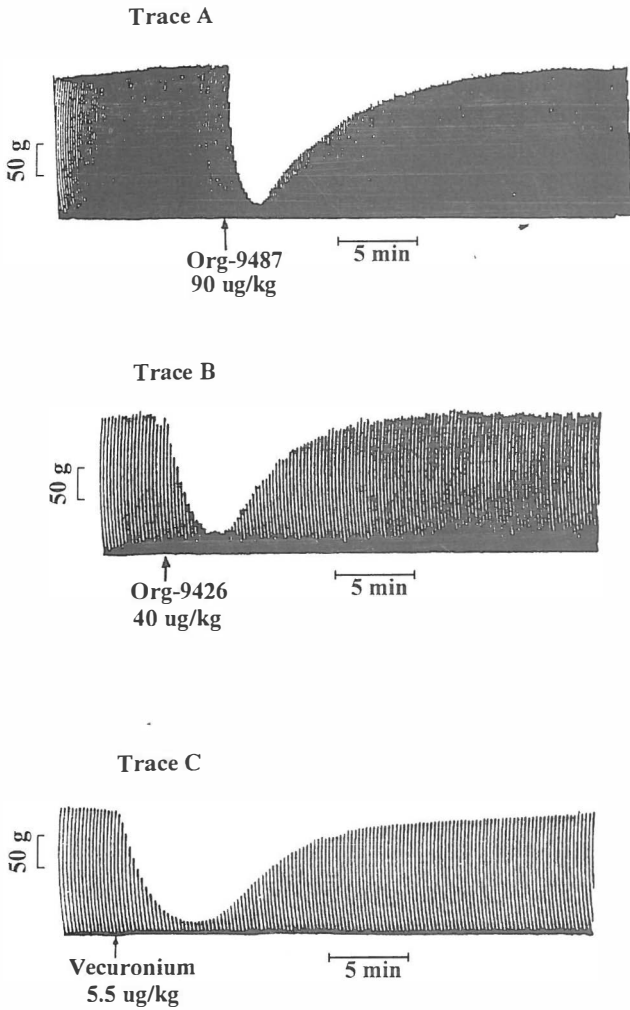 Trace A
50 g
Org-9487
90 ug/kg
5 min
Trace B
50 g
Org-9426
40 ug/kg
5 min
Trace C
50 g
Vecuronium
5.5 ug/kg
5 min